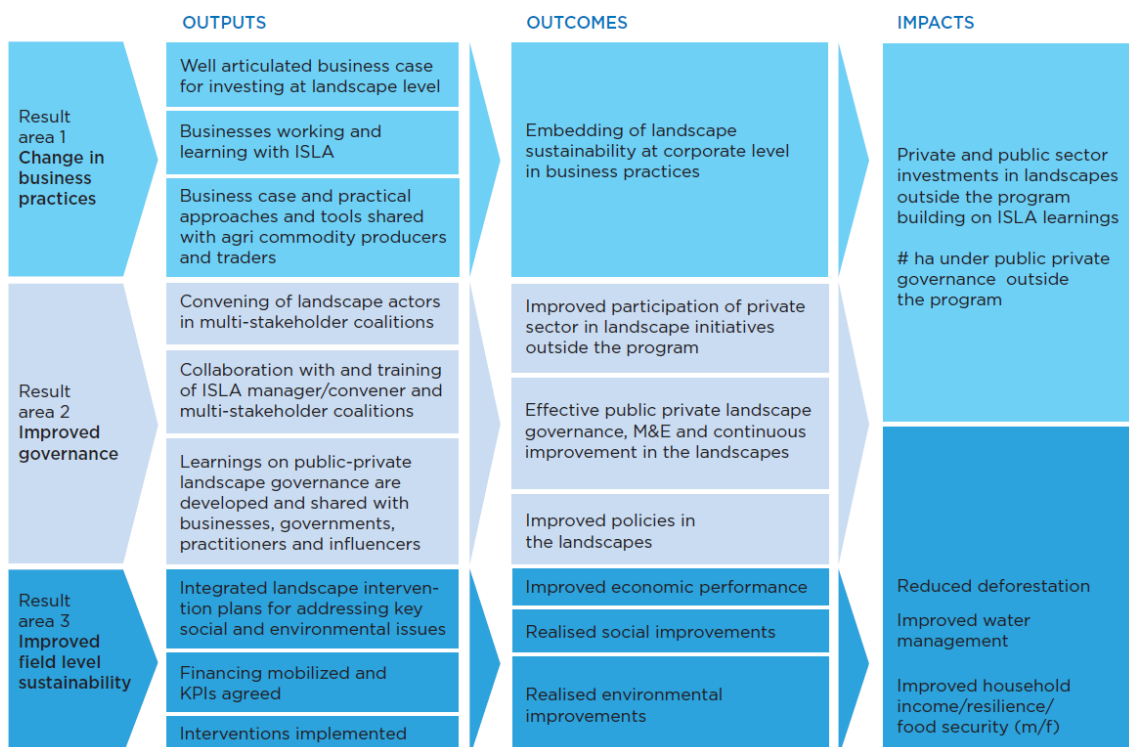 OUTPUTS
OUTCOMES
IMPACTS
Result
area 1
Change in
business
practices
Well articulated business case
for investing at landscape level
Businesses working and
learning with ISLA
Business case and practical
approaches and tools shared
with agri commodity producers
and traders
Embedding of landscape
sustainability at corporate level
in business practices
Private and public sector
investments in landscapes
outside the program
building on ISLA learnings
# ha under public private
governance outside
the program
Result
area 2
Improved
governance
Convening of landscape actors
in multi-stakeholder coalitions
Collaboration with and training
of ISLA manager/convener and
multi-stakeholder coalitions
Learnings on public-private
landscape governance are
developed and shared with
businesses, governments,
practitioners and influencers
Improved participation of private
sector in landscape initiatives
outside the program
Effective public private landscape
governance, M&E and continuous
improvement in the landscapes
Improved policies in
the landscapes
Result
area 3
Improved
field level
sustainability
Integrated landscape interven-
tion plans for addressing key
social and environmental issues
Financing mobilized and
KPIs agreed
Interventions implemented
Improved economic performance
Realised social improvements
Realised environmental
improvements
Reduced deforestation
Improved water
management
Improved household
income/resilience/
food security (m/f)